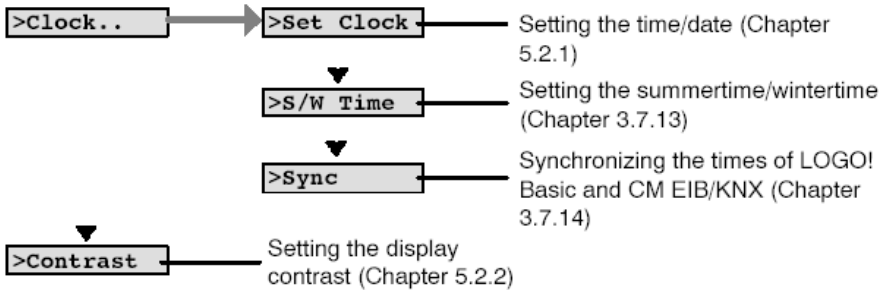 >Clock..
>Set Clock
Setting the time/date (Chapter
5.2.1)
>S/W Time
Setting the summertime/wintertime
(Chapter 3.7.13)
>Sync
Synchronizing the times of LOGO!
Basic and CM EIB/KNX (Chapter
3.7.14)
>Contrast
Setting the display
contrast (Chapter 5.2.2)